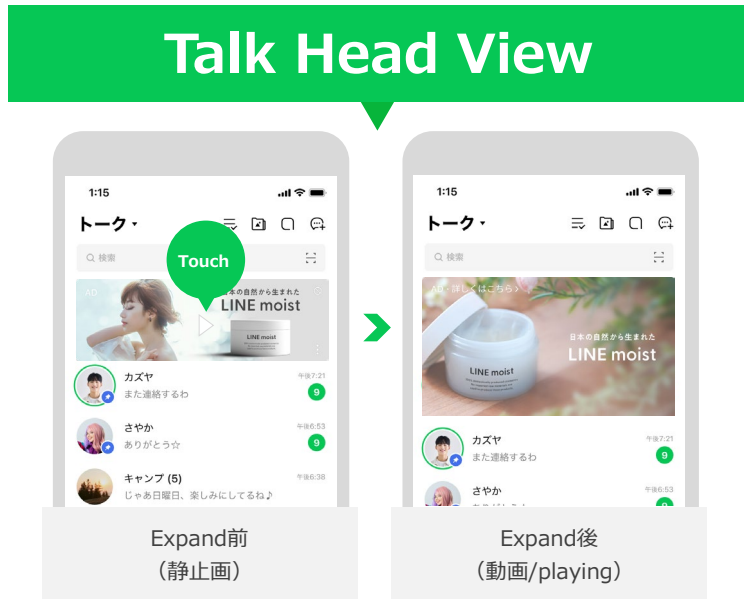 Talk Head View
1:15
トーク
検索
Touch
AD
日本の自然から生まれた
LINE moist
LINE moist
カズヤ
午後7:21
また連絡するわ
9
さやか
午後6:53
ありがとう☆
9
キャンプ (5)
午後6:38
じゃあ日曜日、楽しみにしてるね♪
Expand前
（静止画）
1:15
トーク
検索
AD・詳しくはこちら>
日本の自然から生まれた
LINE moist
LINE moist
カズヤ
午後7:21
また連絡するわ
9
さやか
午後6:53
Expand後
（動画/playing）